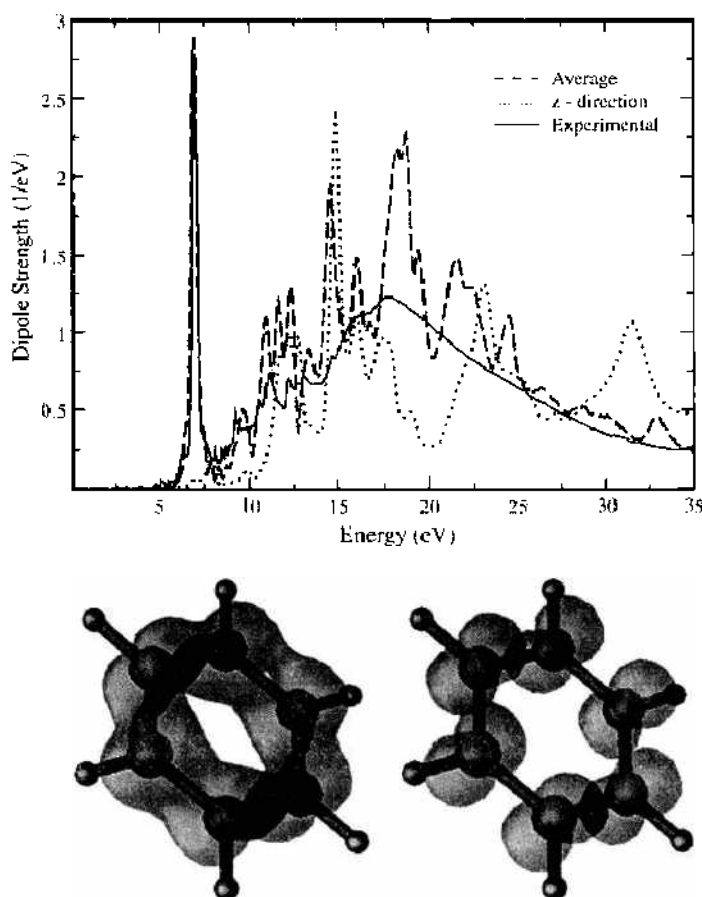 3
2.5
2
1.5
1
0.5
Dipole Strength (1/eV)
Average
z - direction
Experimental
5 10 15 20 25 30 35
Energy (eV)